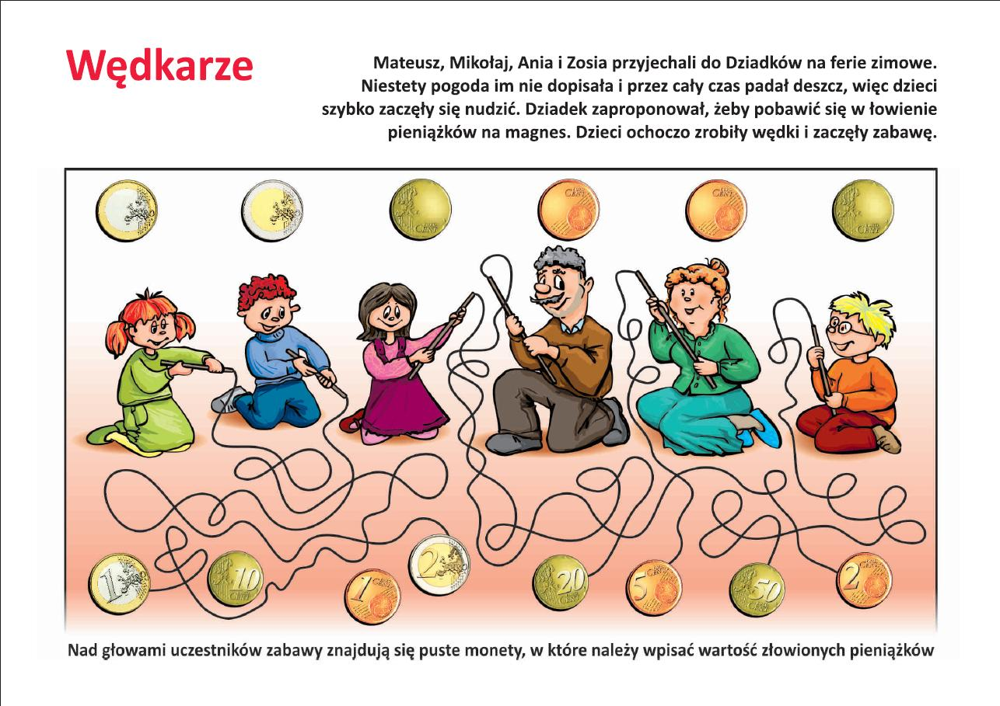 Wędkarze
Mateusz, Mikołaj, Ania i Zosia przyjechali do Dziadków na ferie zimowe.
Niestety pogoda im nie dopisała i przez cały czas padał deszcz, więc dzieci
szybko zaczęły się nudzić. Dziadek zaproponował, żeby pobawić się w łowienie
pieniążków na magnes. Dzieci ochoczo zrobiły wędki i zaczęły zabawę.
CENT CENT CENT CENT
1 10 CENT 1 CENT 2 20 CENT 5 CENT 50 CENT 2 CENT
Nad głowami uczestników zabawy znajdują się puste monety, w które należy wpisać wartość złowionych pieniążków